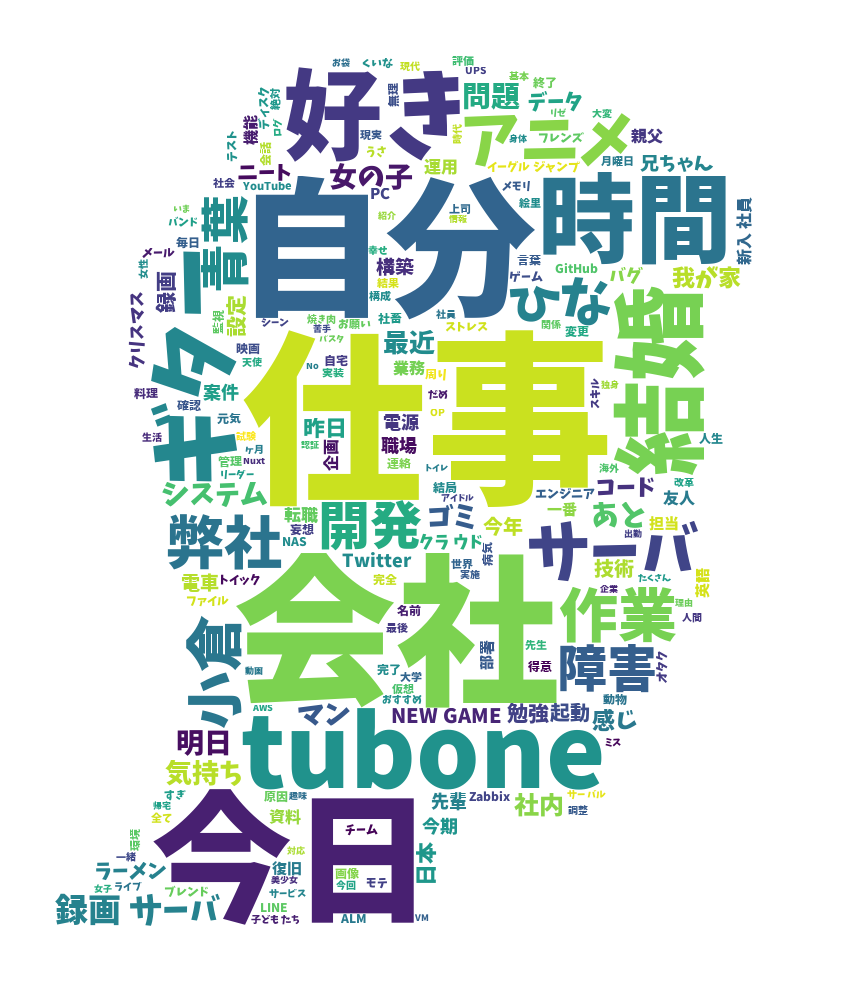 お袋
くいな
現代
評価
UPS
基本
終了
好き
無理
問題
データ
大変
ディスク
絶対
ログ
機能
現実
時代
アニメ
リゼ
身体
フレンズ
親父
テスト
会話
うさ
ニート
女の子
運用
イーグル ジャンプ
月曜日
兄ちゃん
社会
YouTube
PC
メモリ
いま
バンド
青葉
自分
紹介
上司
情報
絵里
時間
新入 社員
毎日
メール
女性
録画
幸せ
構築
結果
構成
言葉
ゲーム
GitHub
バグ
我が家
ひな
クリスマス
監視
設定
シーン
焼き肉
苦手
お願い
パスタ
社畜
社員
ストレス
関係
変更
結婚
ギター
映画
天使
No
自宅
実装
最近
業務
周り
だめ
OP
仕事
スキル
独身
料理
確認
案件
元気
生活
試験
昨日
認証
企画
電源
職場
連絡
人生
管理
ヶ月
Nuxt
リーダー
トイレ
海外
システム
結局
アイドル
エンジニア
コード
改革
友人
転職
妄想
開発
ゴミ
今年
一番
あと
担当
弊社
NAS
Twitter
クラウド
病気
サーバ
出勤
電車
トイック
完全
世界
実施
技術
たくさん
英語
ファイル
会社
名前
最後
企業
作業
理由
人間
小倉
部署
先生
得意
障害
オタク
動画
完了
大学
仮想
おすすめ
動物
AWS
マン
NEW GAME
勉強
起動
感じ
明日
tubone
ミス
気持ち
すぎ
帰宅
原因
趣味
先輩
Zabbix
社内
サーバル
調整
全て
今日
資料
チーム
今期
環境
対応
一緒
ラーメン
復旧
美少女
画像
今回
モテ
日本
女子
ライブ
ブレンド
サービス
録画 サーバ
LINE
子ども たち
ALM
VM